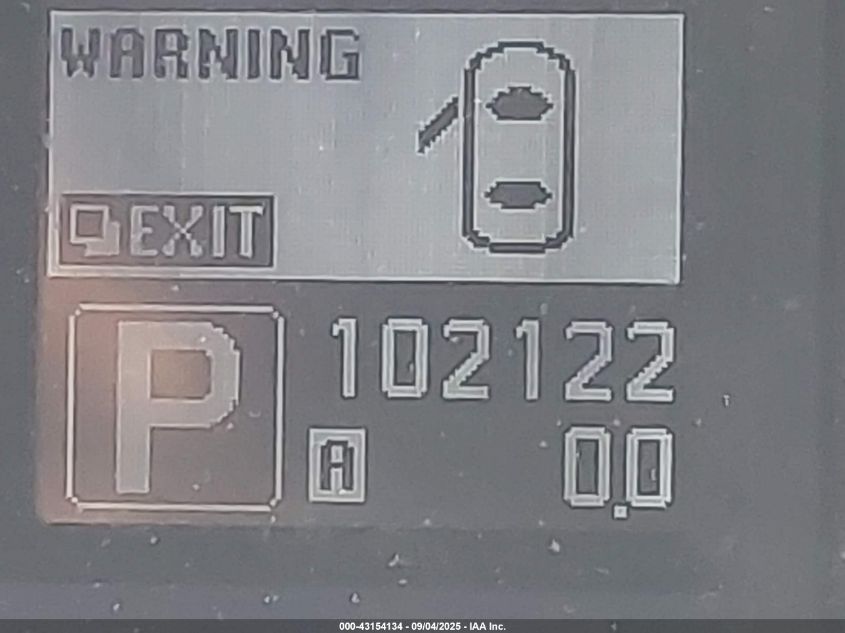 WARNING
EXIT
P
102122
A
0.0
000-43154134 - 09/04/2025 - IAA Inc.